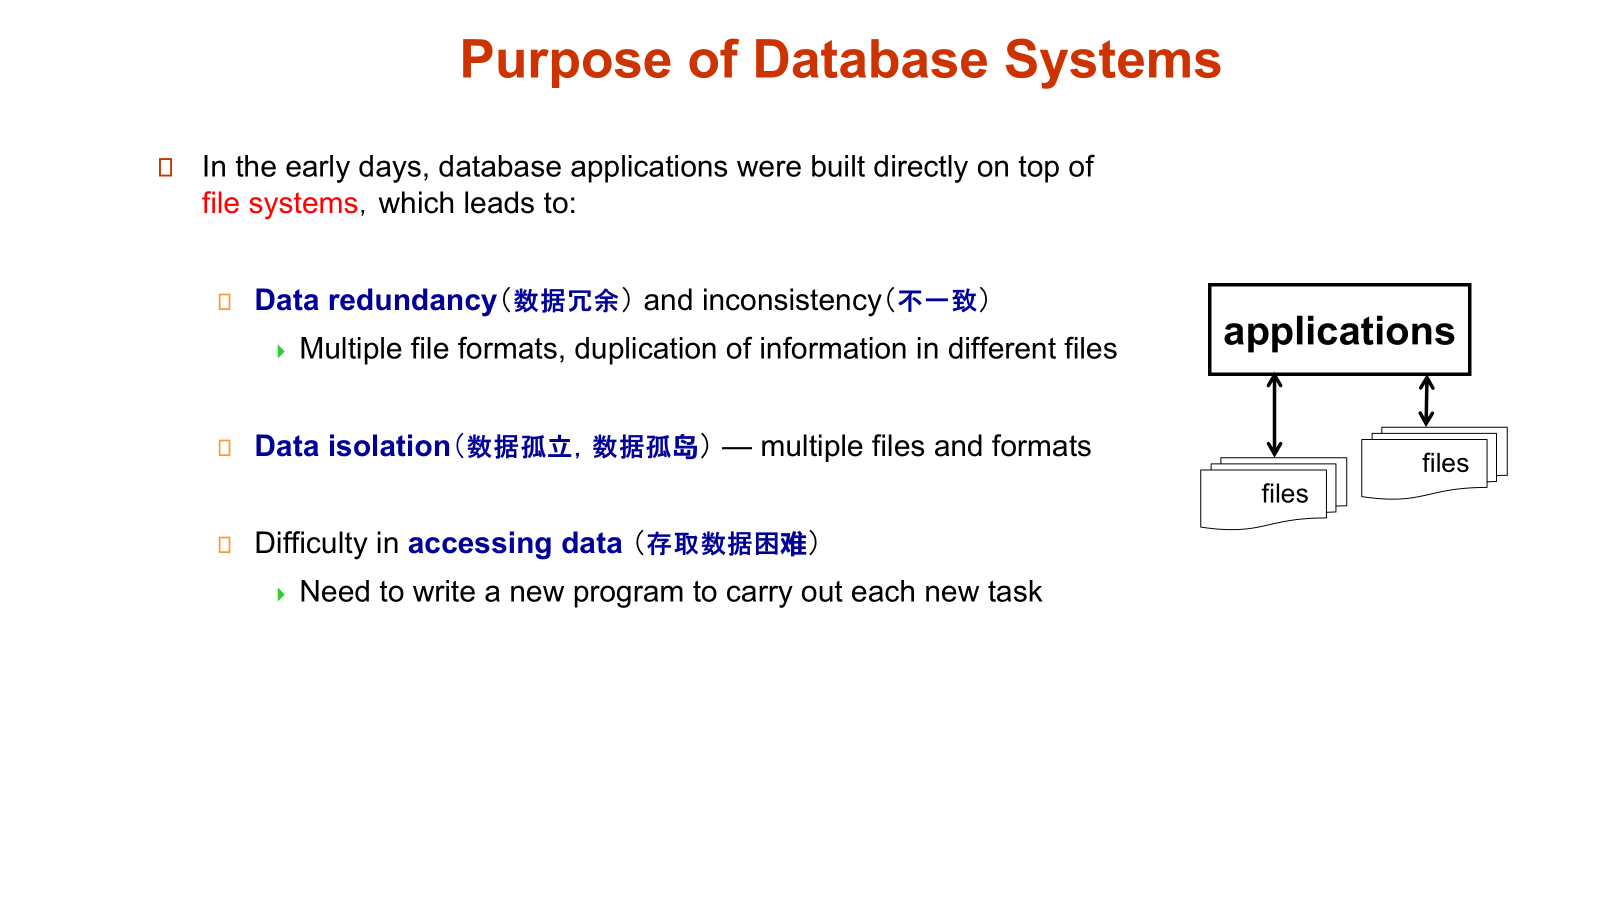 Purpose of Database Systems
In the early days, database applications were built directly on top of
file systems, which leads to:
Data redundancy(数据冗余) and inconsistency(不一致)
Multiple file formats, duplication of information in different files
Data isolation(数据孤立,数据孤岛) — multiple files and formats
Difficulty in accessing data (存取数据困难)
Need to write a new program to carry out each new task
applications
files
files